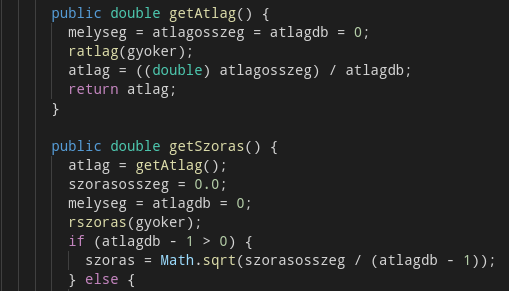 public double getAtlag() {
melyseg = atlagosszeg = atlagdb = 0;
ratlag(gyoker);
atlag = ((double) atlagosszeg) / atlagdb;
return atlag;
}
public double getSzoras() {
atlag = getAtlag();
szorasosszeg = 0.0;
melyseg = atlagdb = 0;
rszoras(gyoker);
if (atlagdb - 1 > 0) {
szoras = Math.sqrt(szorasosszeg / (atlagdb - 1));
} else {